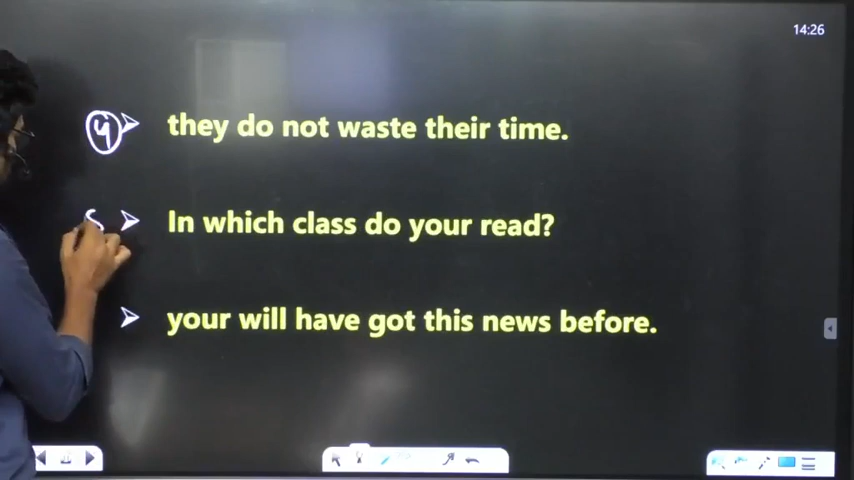 14:26
4 they do not waste their time.
5 In which class do your read?
your will have got this news before.